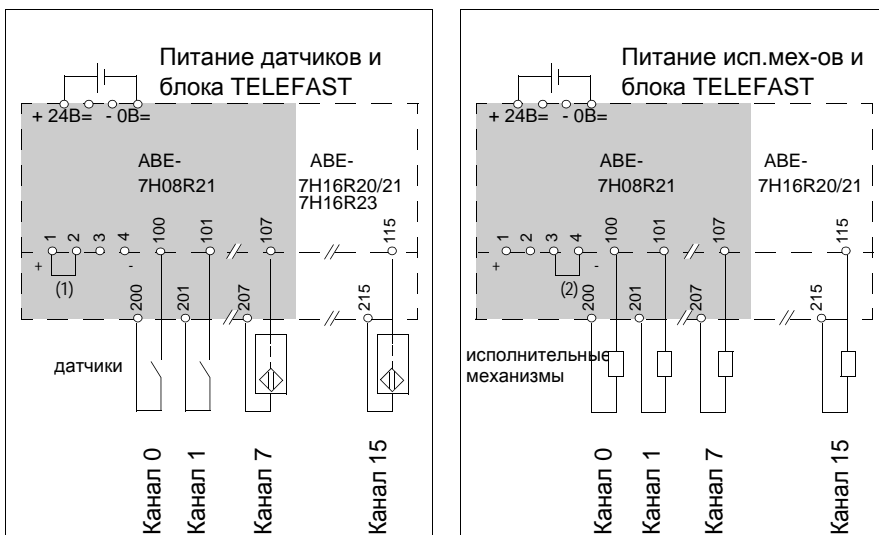 Питание датчиков и
блока TELEFAST
+ 24В= - 0В=
ABE-
7H08R21
ABE-
7H16R20/21
7H16R23
1 2 3 4 100 101 107 115
+ -
(1)
200 201 207 215
датчики
Канал 0
Канал 1
Канал 7
Канал 15
Питание исп.мех-ов и
блока TELEFAST
+ 24В= - 0В=
ABE-
7H08R21
ABE-
7H16R20/21
1 2 3 4 100 101 107 115
+ -
(2)
200 201 207 215
исполнительные
механизмы
Канал 0
Канал 1
Канал 7
Канал 15